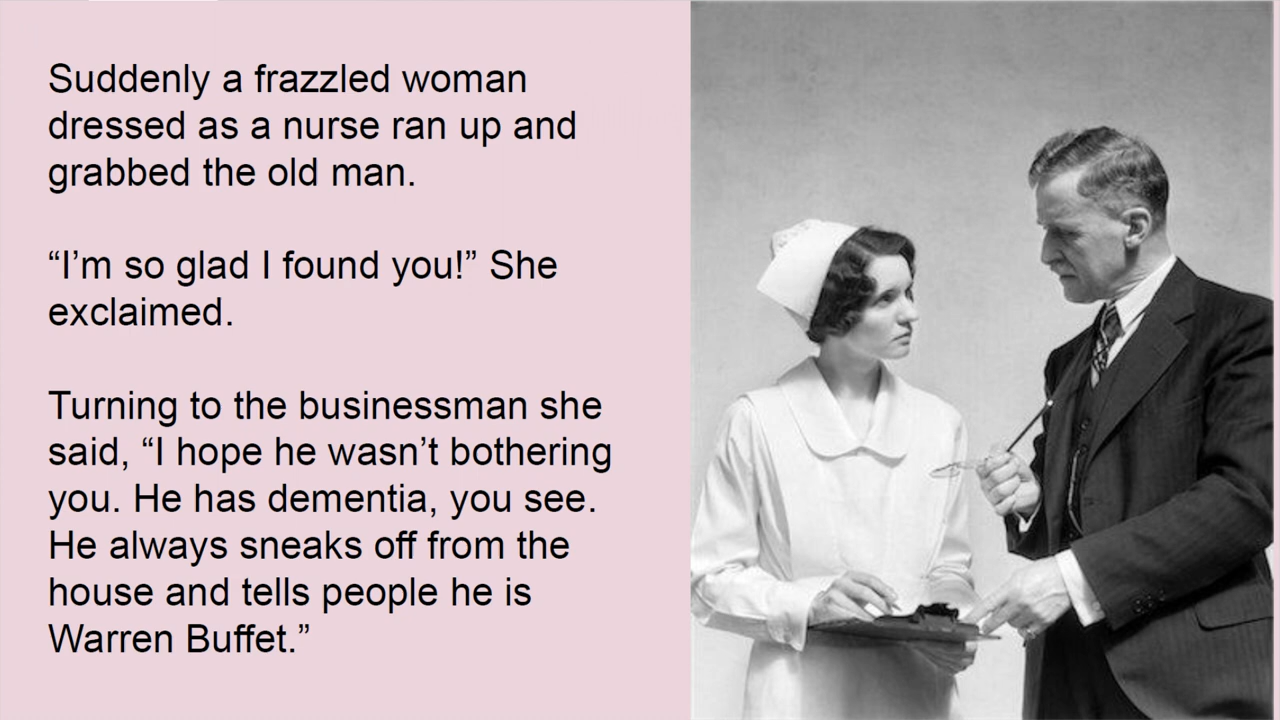 Suddenly a frazzled woman
dressed as a nurse ran up and
grabbed the old man.
“I’m so glad I found you!” She
exclaimed.
Turning to the businessman she
said, “I hope he wasn’t bothering
you. He has dementia, you see.
He always sneaks off from the
house and tells people he is
Warren Buffet.”